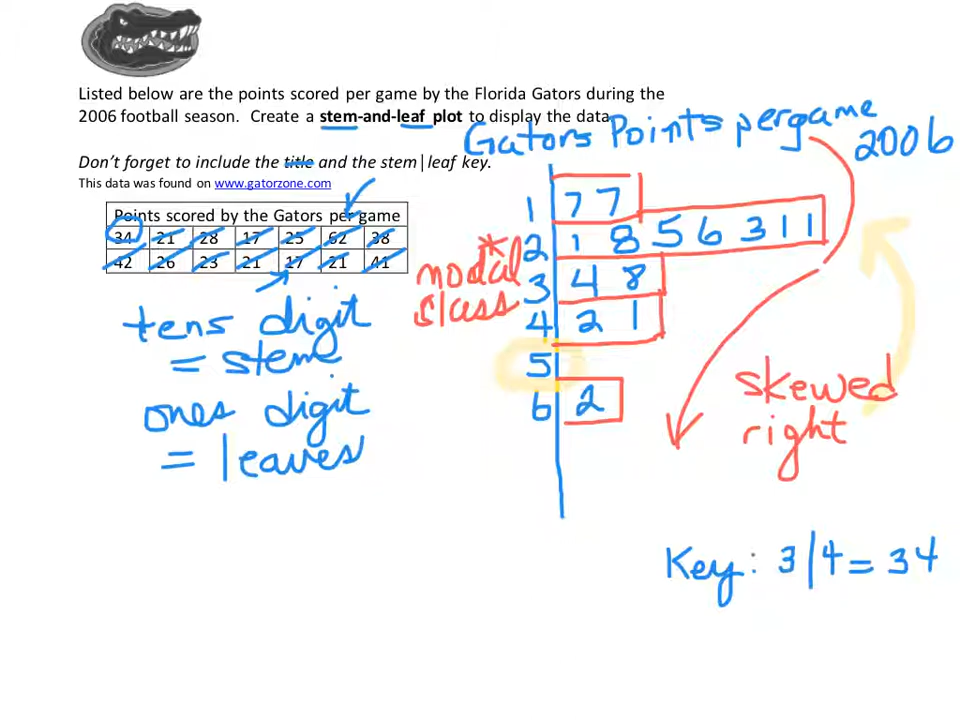 Listed below are the points scored per game by the Florida Gators during the
2006 football season. Create a stem-and-leaf plot to display the data.
Don't forget to include the title and the stem|leaf key.
This data was found on www.gatorzone.com
Points scored by the Gators per game
34 21 28 17 25 62 38
42 26 23 21 17 21 41
tens digit
= steme
ones digit
= leaves
Gators Points per game
2006
1 7 7
2 1 8 5 6 3 1 1
3 4 8
4 2 1
5
6 2
* modal
class
skewed
right
Key: 3|4 = 34